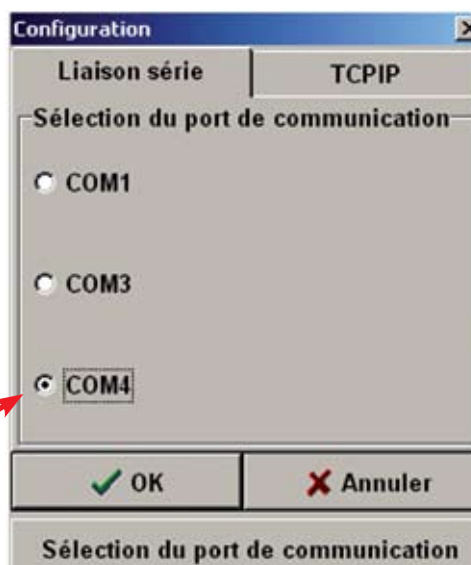 Configuration
Liaison série
TCPIP
Sélection du port de communication
COM1
COM3
COM4
OK
Annuler
Sélection du port de communication